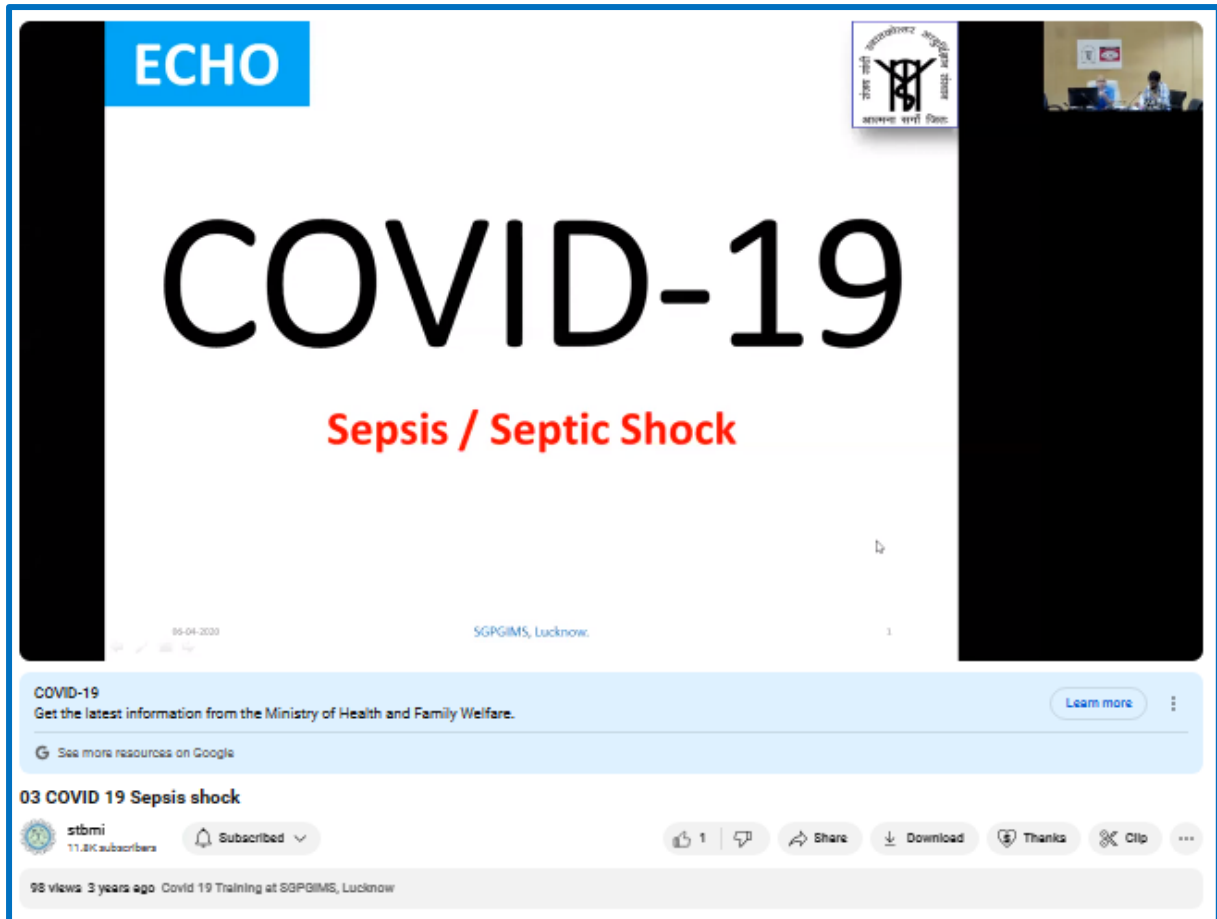 ECHO
COVID-19
Sepsis / Septic Shock
06-04-2020
SGPGIMS, Lucknow.
1
COVID-19
Get the latest information from the Ministry of Health and Family Welfare.
Learn more
G See more resources on Google
03 COVID 19 Sepsis shock
stbmi
11.8K subscribers
Subscribed
1
Share
Download
Thanks
Clip
98 views 3 years ago Covid 19 Training at SGPGIMS, Lucknow